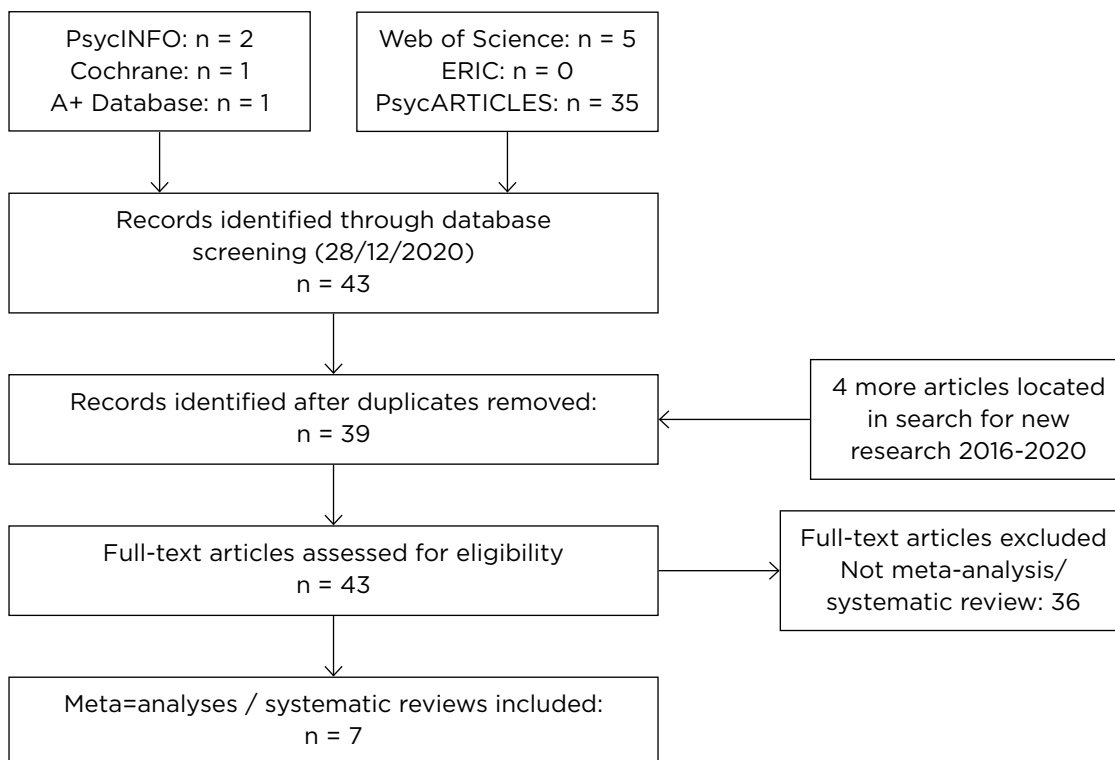 PsycINFO: n = 2
Cochrane: n = 1
A+ Database: n = 1
Web of Science: n = 5
ERIC: n = 0
PsycARTICLES: n = 35
Records identified through database
screening (28/12/2020)
n = 43
Records identified after duplicates removed:
n = 39
4 more articles located
in search for new
research 2016-2020
Full-text articles assessed for eligibility
n = 43
Full-text articles excluded
Not meta-analysis/
systematic review: 36
Meta=analyses / systematic reviews included:
n = 7